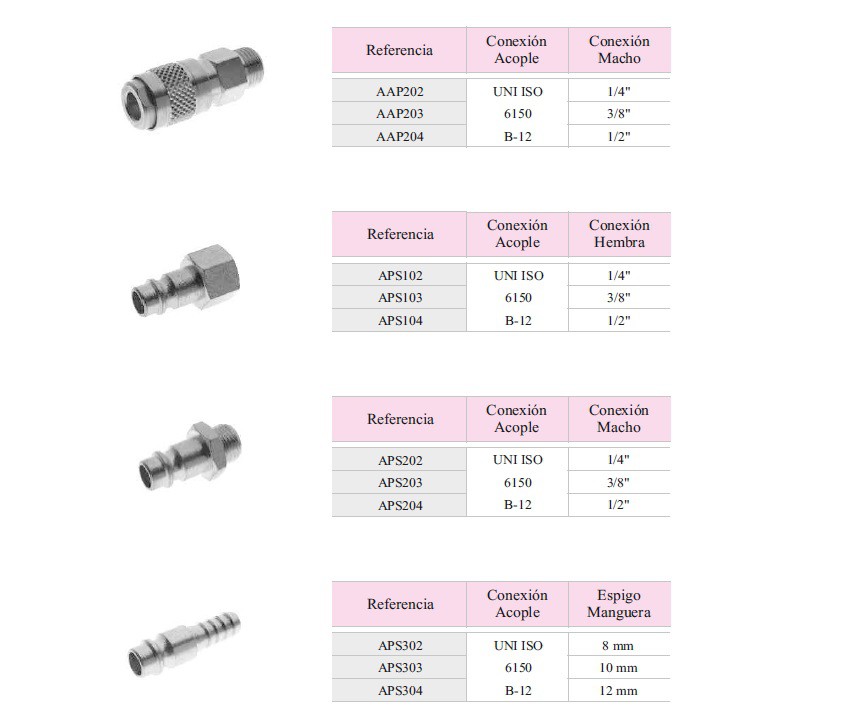 Referencia Conexión Acople Conexión Macho
AAP202 UNI ISO 1/4"
AAP203 6150 3/8"
AAP204 B-12 1/2"
Referencia Conexión Acople Conexión Hembra
APS102 UNI ISO 1/4"
APS103 6150 3/8"
APS104 B-12 1/2"
Referencia Conexión Acople Conexión Macho
APS202 UNI ISO 1/4"
APS203 6150 3/8"
APS204 B-12 1/2"
Referencia Conexión Acople Espigo Manguera
APS302 UNI ISO 8 mm
APS303 6150 10 mm
APS304 B-12 12 mm